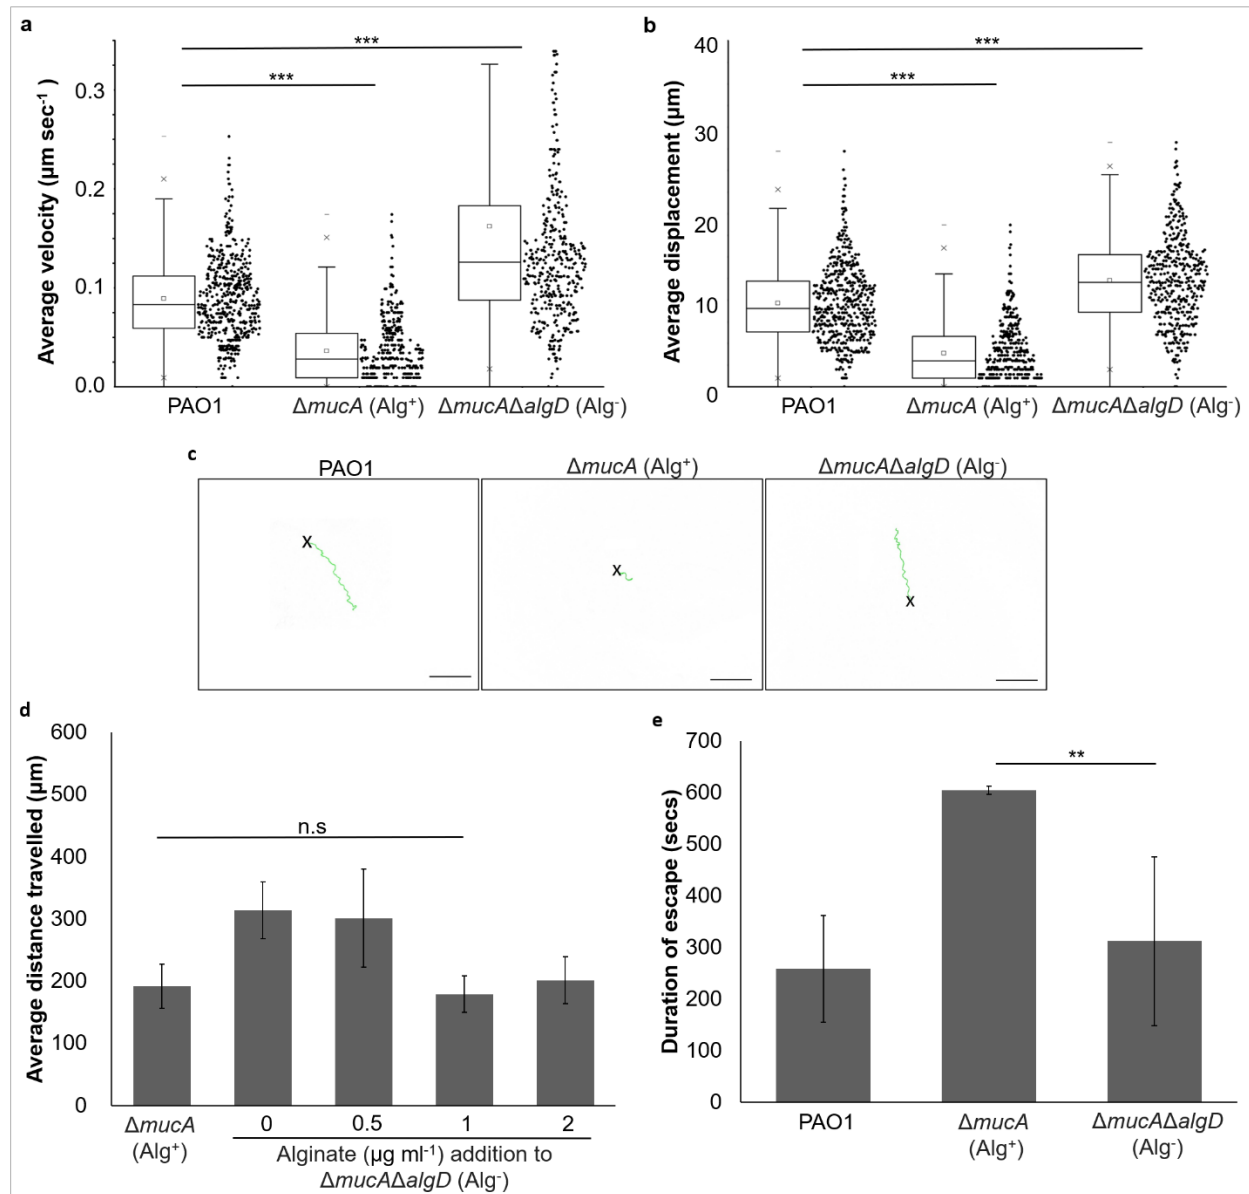 a
Average velocity (µm sec⁻¹)
0.3
0.2
0.1
0.0
***
***
PAO1
ΔmucA (Alg⁺)
ΔmucAΔalgD (Alg⁻)
b
Average displacement (µm)
40
30
20
10
0
***
***
PAO1
ΔmucA (Alg⁺)
ΔmucAΔalgD (Alg⁻)
c
PAO1
ΔmucA (Alg⁺)
ΔmucAΔalgD (Alg⁻)
X
X
X
d
Average distance travelled (µm)
600
500
400
300
200
100
0
n.s
ΔmucA
(Alg⁺)
0 0.5 1 2
Alginate (µg ml⁻¹) addition to
ΔmucAΔalgD (Alg⁻)
e
Duration of escape (secs)
700
600
500
400
300
200
100
0
**
PAO1
ΔmucA
(Alg⁺)
ΔmucAΔalgD
(Alg⁻)